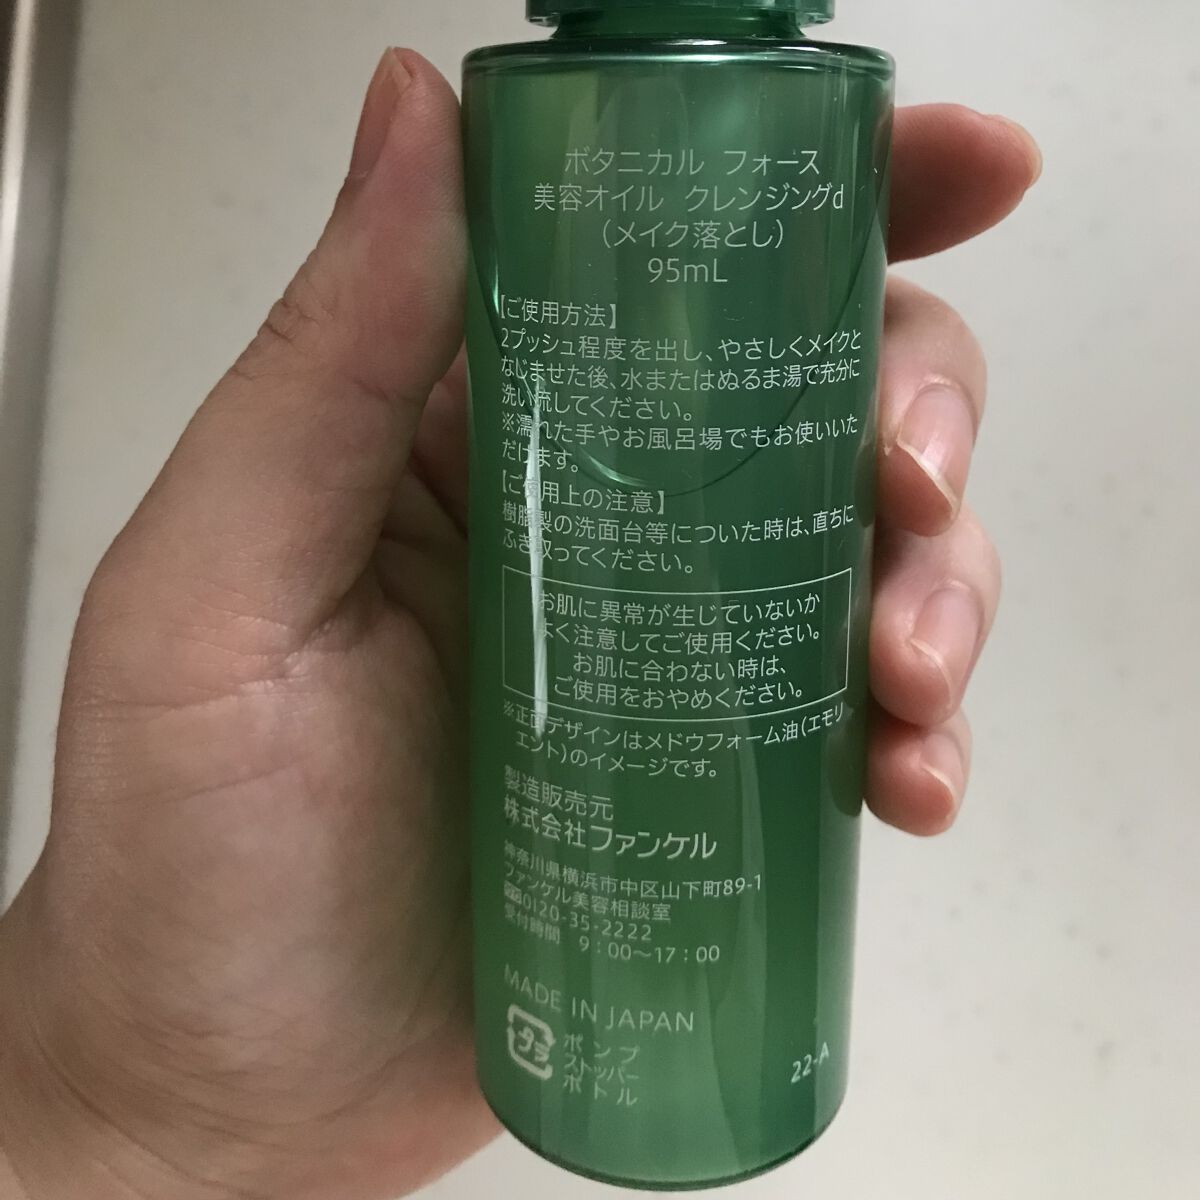 ボタニカル フォース
美容オイル クレンジングd
(メイク落とし)
95mL
【ご使用方法】
2プッシュ程度を出し、やさしくメイクと
なじませた後、水またはぬるま湯で充分に
洗い流してください。
※濡れた手やお風呂場でもお使いいた
だけます。
【ご使用上の注意】
樹脂製の洗面台等についた時は、直ちに
ふき取ってください。
お肌に異常が生じていないか
よく注意してご使用ください。
お肌に合わない時は、
ご使用をおやめください。
※正面デザインはメドウフォーム油(エモリ
エント)のイメージです。
製造販売元
株式会社ファンケル
神奈川県横浜市中区山下町89-1
ファンケル美容相談室
0120-35-2222
受付時間 9:00〜17:00
MADE IN JAPAN
プラ
ポンプ
ストッパー
ボトル
22-A